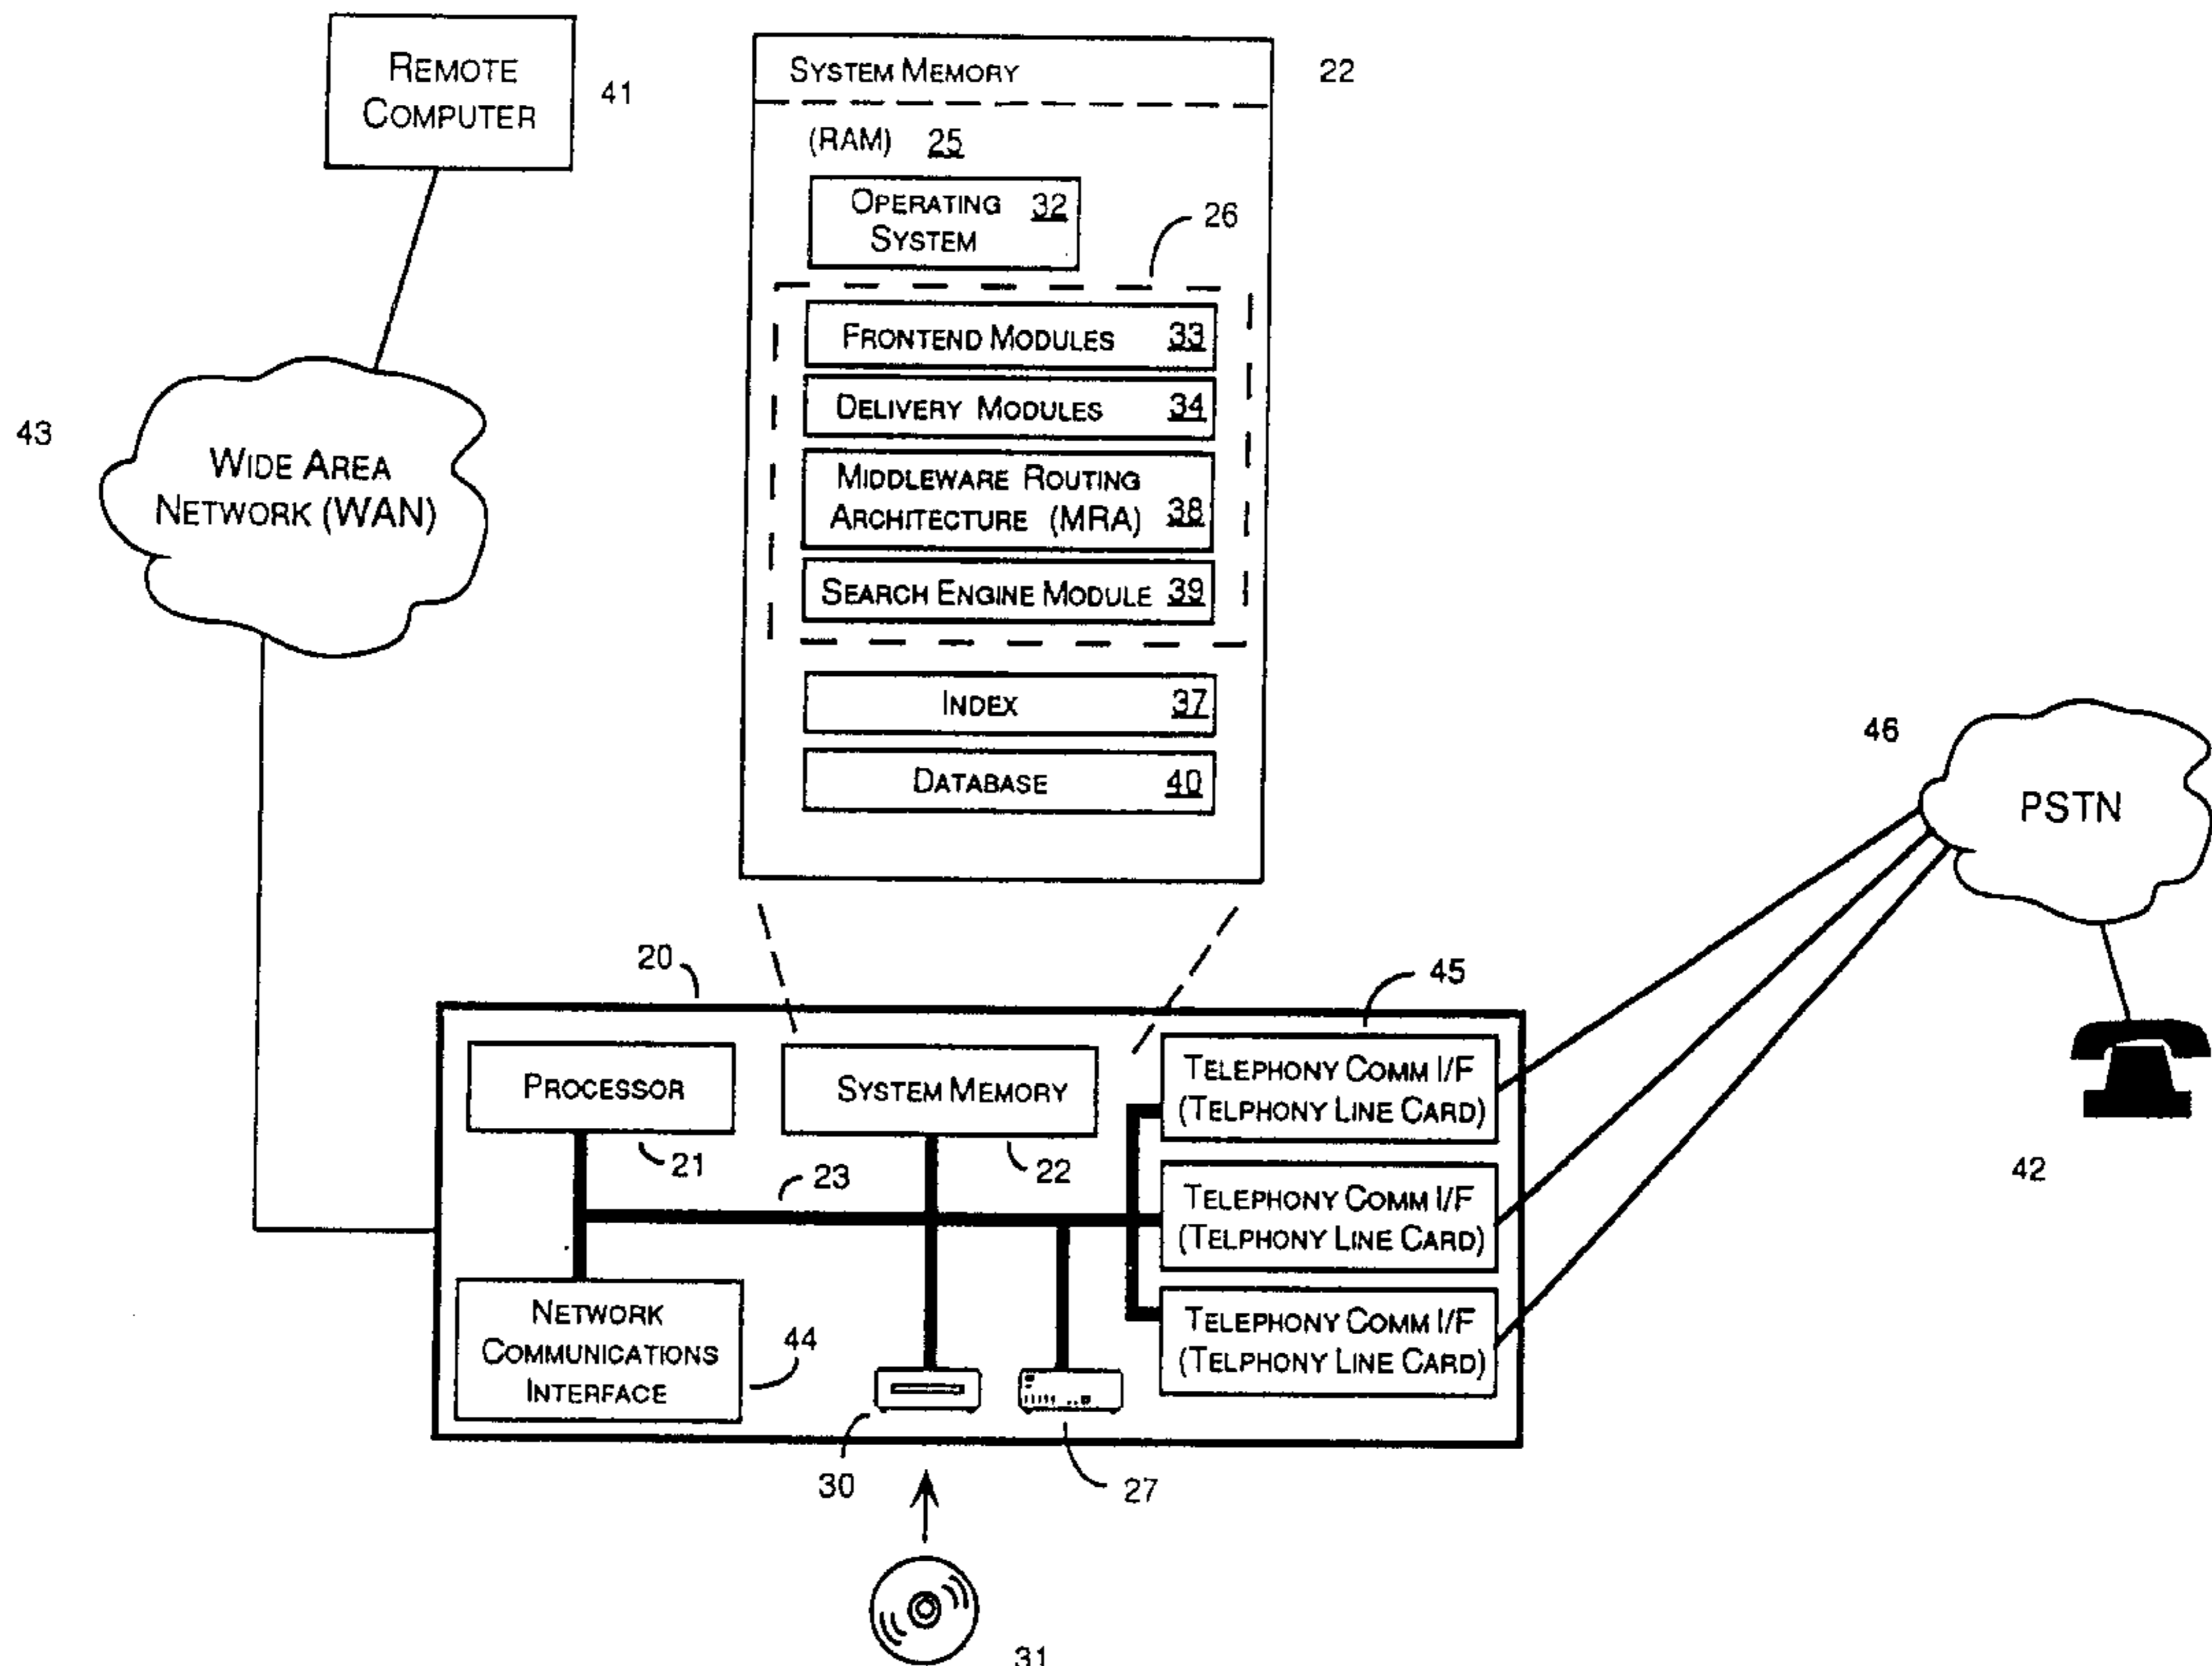 REMOTE
COMPUTER
41
SYSTEM MEMORY
22
(RAM) 25
OPERATING 32
SYSTEM
26
FRONTEND MODULES 33
DELIVERY MODULES 34
MIDDLEWARE ROUTING
ARCHITECTURE (MRA) 38
SEARCH ENGINE MODULE 39
INDEX 37
DATABASE 40
43
WIDE AREA
NETWORK (WAN)
46
PSTN
42
20
45
PROCESSOR
21
SYSTEM MEMORY
22
23
TELEPHONY COMM I/F
(TELPHONY LINE CARD)
TELEPHONY COMM I/F
(TELPHONY LINE CARD)
TELEPHONY COMM I/F
(TELPHONY LINE CARD)
NETWORK
COMMUNICATIONS
INTERFACE
44
30
27
31